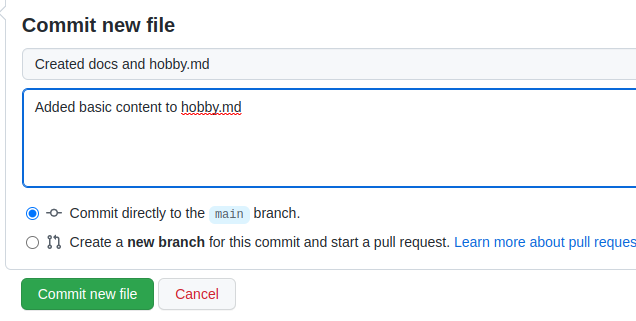 Commit new file
Created docs and hobby.md
Added basic content to hobby.md
Commit directly to the main branch.
Create a new branch for this commit and start a pull request. Learn more about pull
Commit new file
Cancel